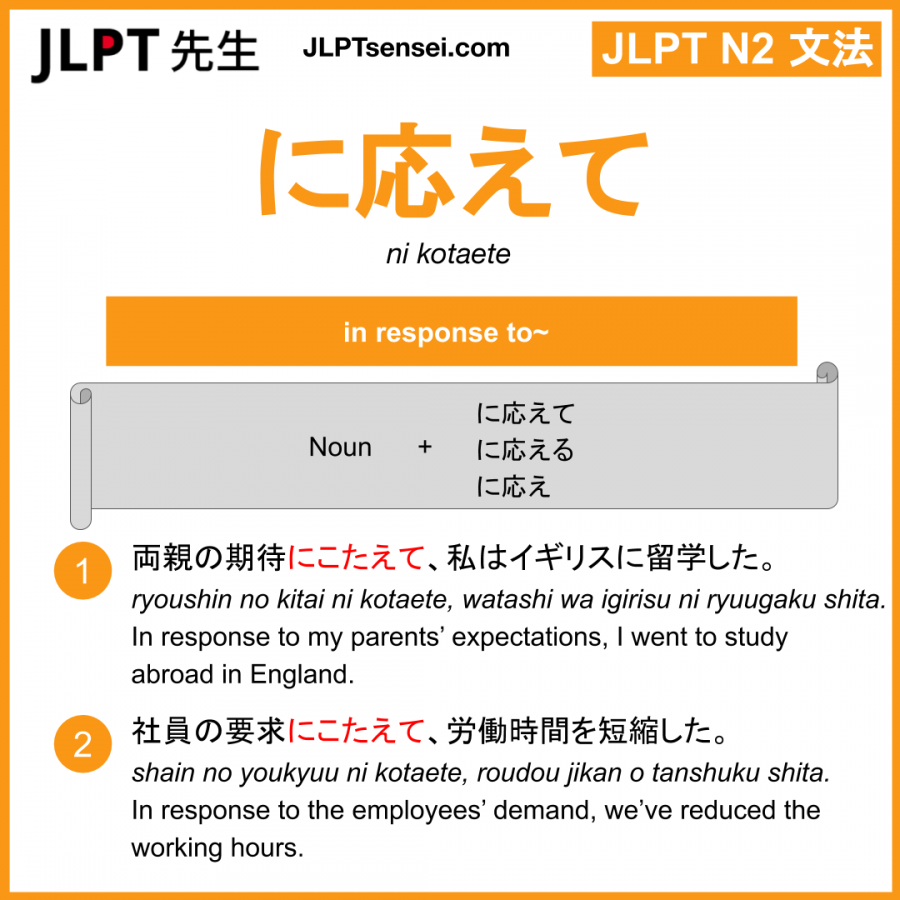 JLPT 先生 JLPTsensei.com JLPT N2 文法
に応えて
ni kotaete
in response to~
に応えて
Noun + に応える
に応え
1 両親の期待にこたえて、私はイギリスに留学した。
ryoushin no kitai ni kotaete, watashi wa igirisu ni ryuugaku shita.
In response to my parents’ expectations, I went to study
abroad in England.
2 社員の要求にこたえて、労働時間を短縮した。
shain no youkyuu ni kotaete, roudou jikan o tanshuku shita.
In response to the employees’ demand, we’ve reduced the
working hours.